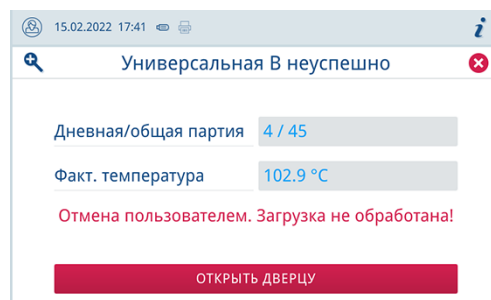 15.02.2022 17:41
i
Универсальная В неуспешно
Дневная/общая партия 4 / 45
Факт. температура 102.9 °C
Отмена пользователем. Загрузка не обработана!
ОТКРЫТЬ ДВЕРЦУ